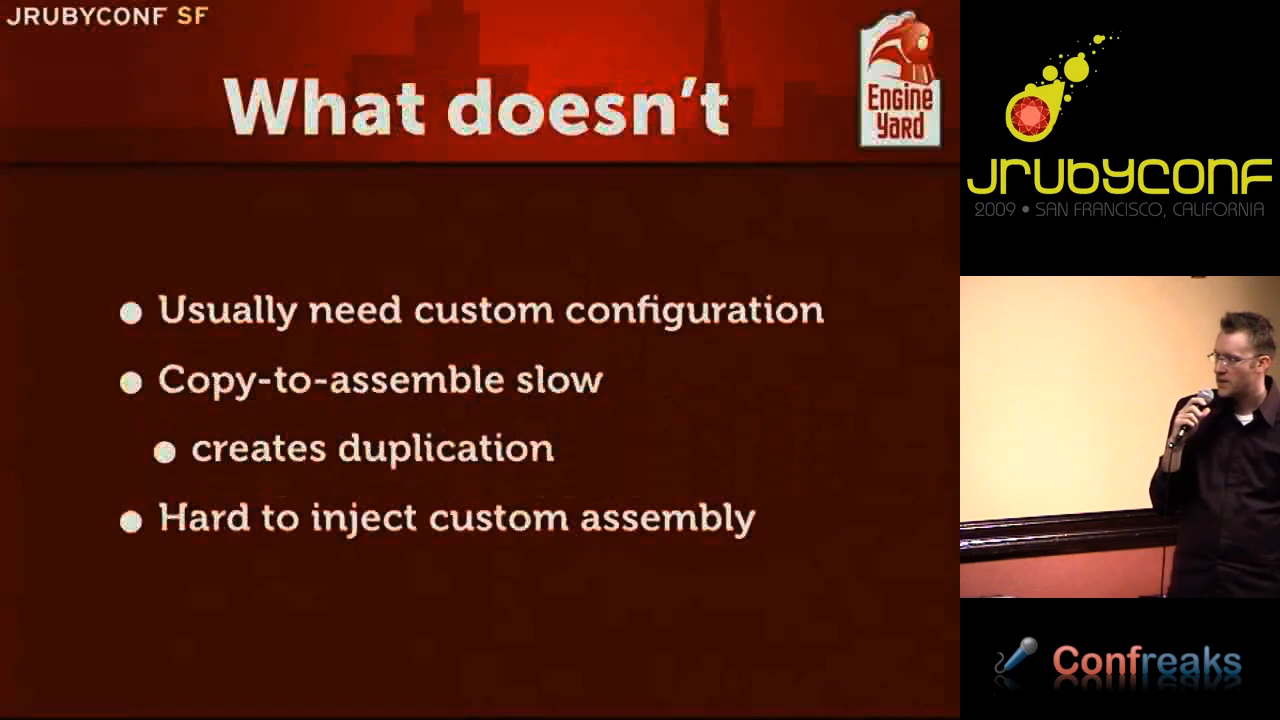 JRUBYCONF SF
What doesn't
Engine
Yard
• Usually need custom configuration
• Copy-to-assemble slow
• creates duplication
• Hard to inject custom assembly
JRUBYCONF
2009 • SAN FRANCISCO, CALIFORNIA
Confreaks